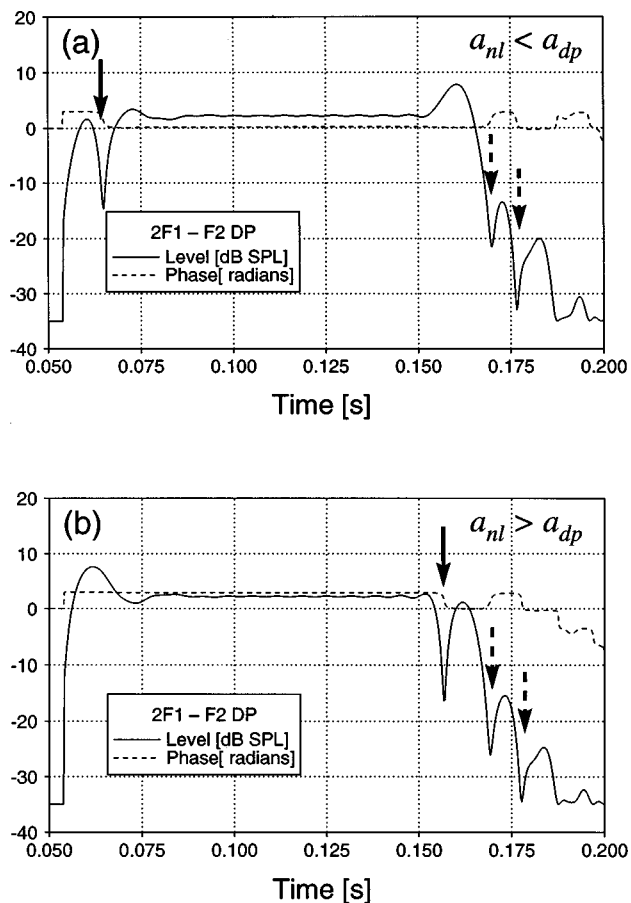 20
10
0
-10
-20
-30
-40
(a)
a_nl < a_dp
2F1 – F2 DP
Level [dB SPL]
Phase[ radians]
0.050 0.075 0.100 0.125 0.150 0.175 0.200
Time [s]
20
10
0
-10
-20
-30
-40
(b)
a_nl > a_dp
2F1 – F2 DP
Level [dB SPL]
Phase[ radians]
0.050 0.075 0.100 0.125 0.150 0.175 0.200
Time [s]